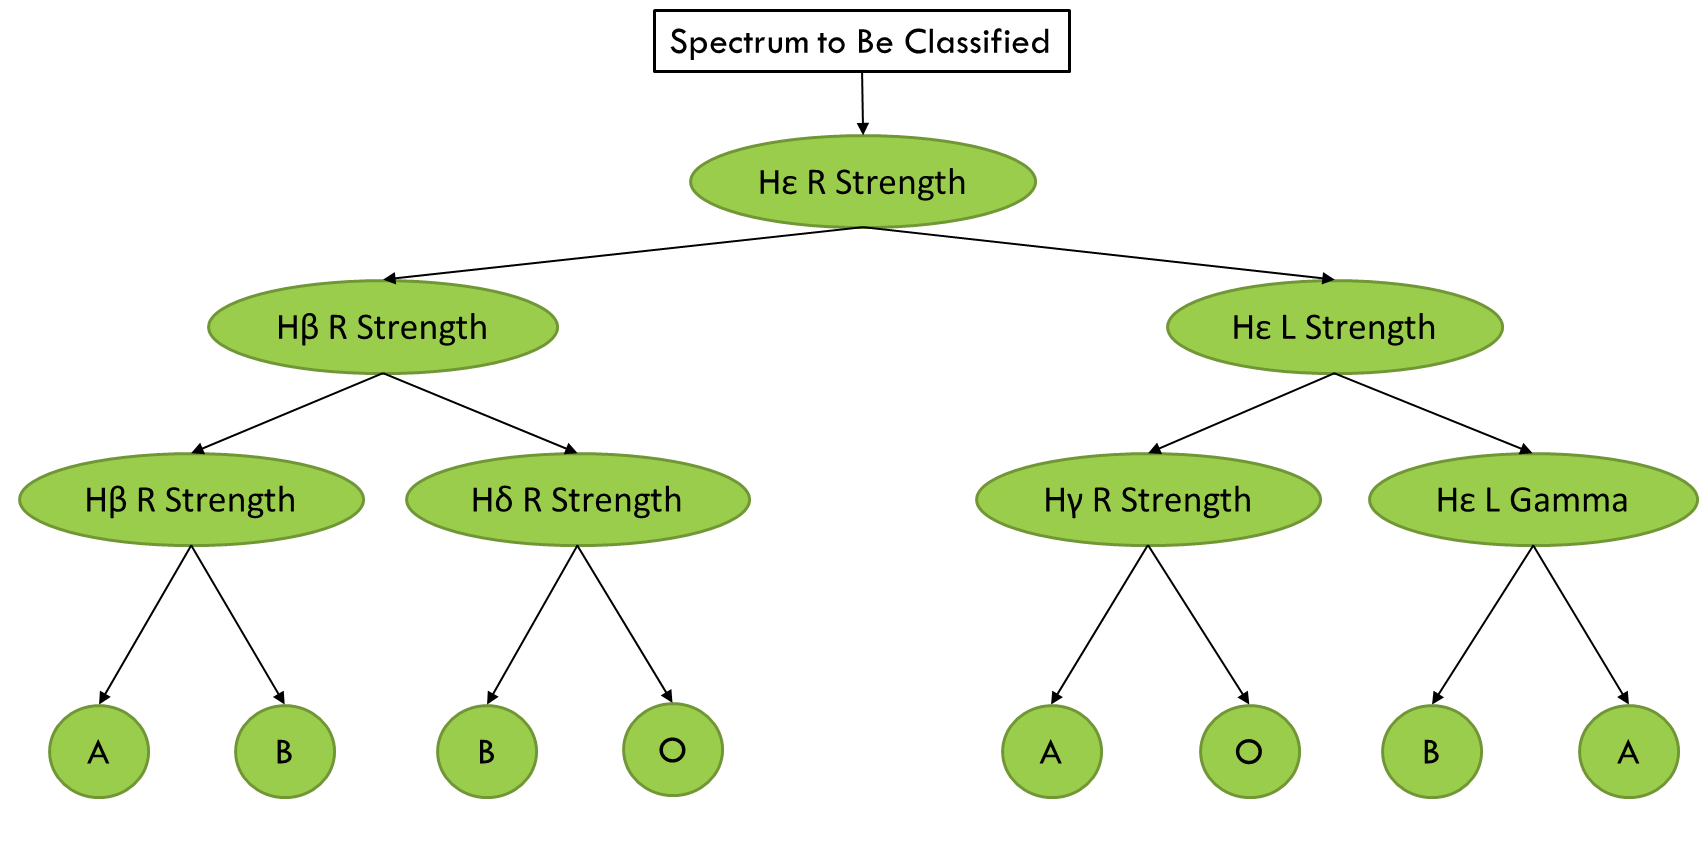 Spectrum to Be Classified
Hε R Strength
Hβ R Strength
Hε L Strength
Hβ R Strength
Hδ R Strength
Hγ R Strength
Hε L Gamma
A
B
B
O
A
O
B
A